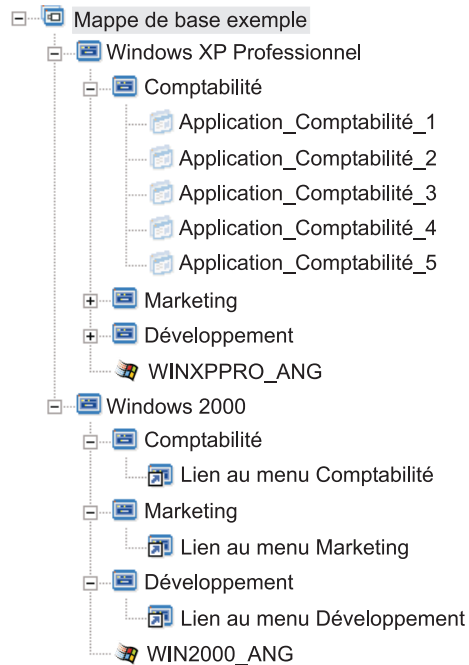 Mappe de base exemple
Windows XP Professionnel
Comptabilité
Application_Comptabilité_1
Application_Comptabilité_2
Application_Comptabilité_3
Application_Comptabilité_4
Application_Comptabilité_5
Marketing
Développement
WINXPPRO_ANG
Windows 2000
Comptabilité
Lien au menu Comptabilité
Marketing
Lien au menu Marketing
Développement
Lien au menu Développement
WIN2000_ANG